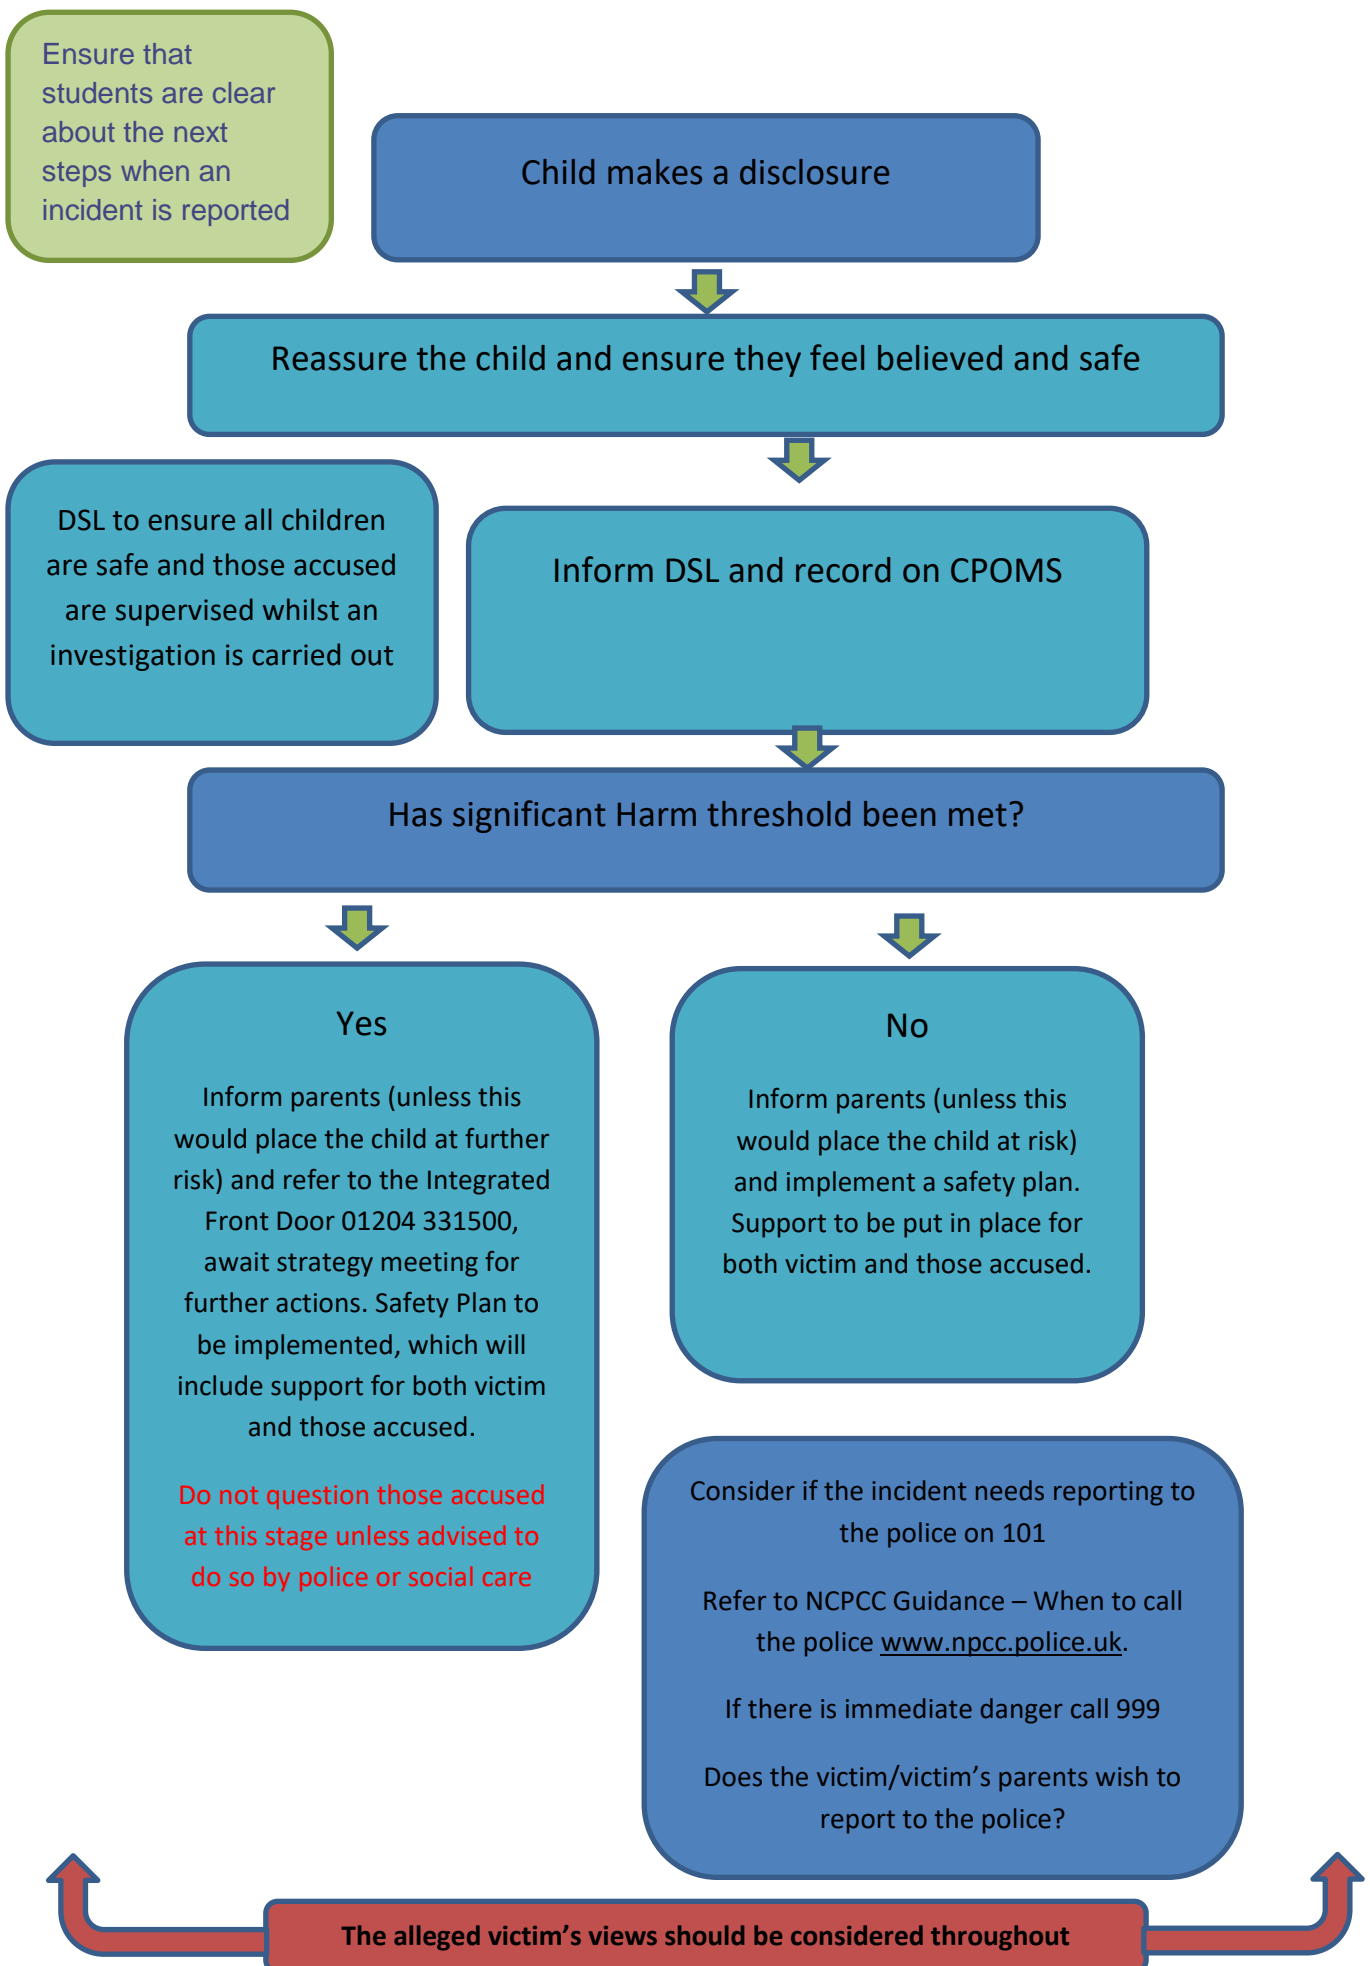 Ensure that
students are clear
about the next
steps when an
incident is reported
Child makes a disclosure
Reassure the child and ensure they feel believed and safe
DSL to ensure all children
are safe and those accused
are supervised whilst an
investigation is carried out
Inform DSL and record on CPOMS
Has significant Harm threshold been met?
Yes
Inform parents (unless this
would place the child at further
risk) and refer to the Integrated
Front Door 01204 331500,
await strategy meeting for
further actions. Safety Plan to
be implemented, which will
include support for both victim
and those accused.
Do not question those accused
at this stage unless advised to
do so by police or social care
No
Inform parents (unless this
would place the child at risk)
and implement a safety plan.
Support to be put in place for
both victim and those accused.
Consider if the incident needs reporting to
the police on 101
Refer to NCPCC Guidance – When to call
the police www.npcc.police.uk.
If there is immediate danger call 999
Does the victim/victim’s parents wish to
report to the police?
The alleged victim’s views should be considered throughout